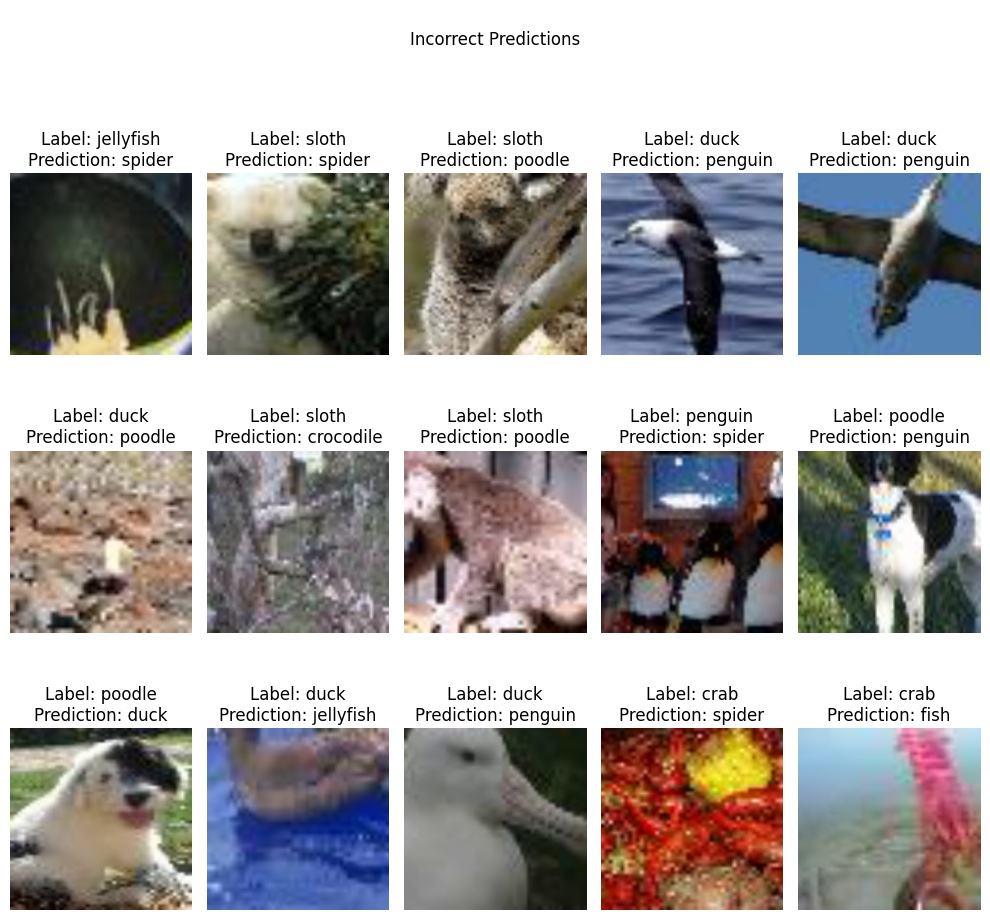 Incorrect Predictions
Label: jellyfish
Prediction: spider
Label: sloth
Prediction: spider
Label: sloth
Prediction: poodle
Label: duck
Prediction: penguin
Label: duck
Prediction: penguin
Label: duck
Prediction: poodle
Label: sloth
Prediction: crocodile
Label: sloth
Prediction: poodle
Label: penguin
Prediction: spider
Label: poodle
Prediction: penguin
Label: poodle
Prediction: duck
Label: duck
Prediction: jellyfish
Label: duck
Prediction: penguin
Label: crab
Prediction: spider
Label: crab
Prediction: fish